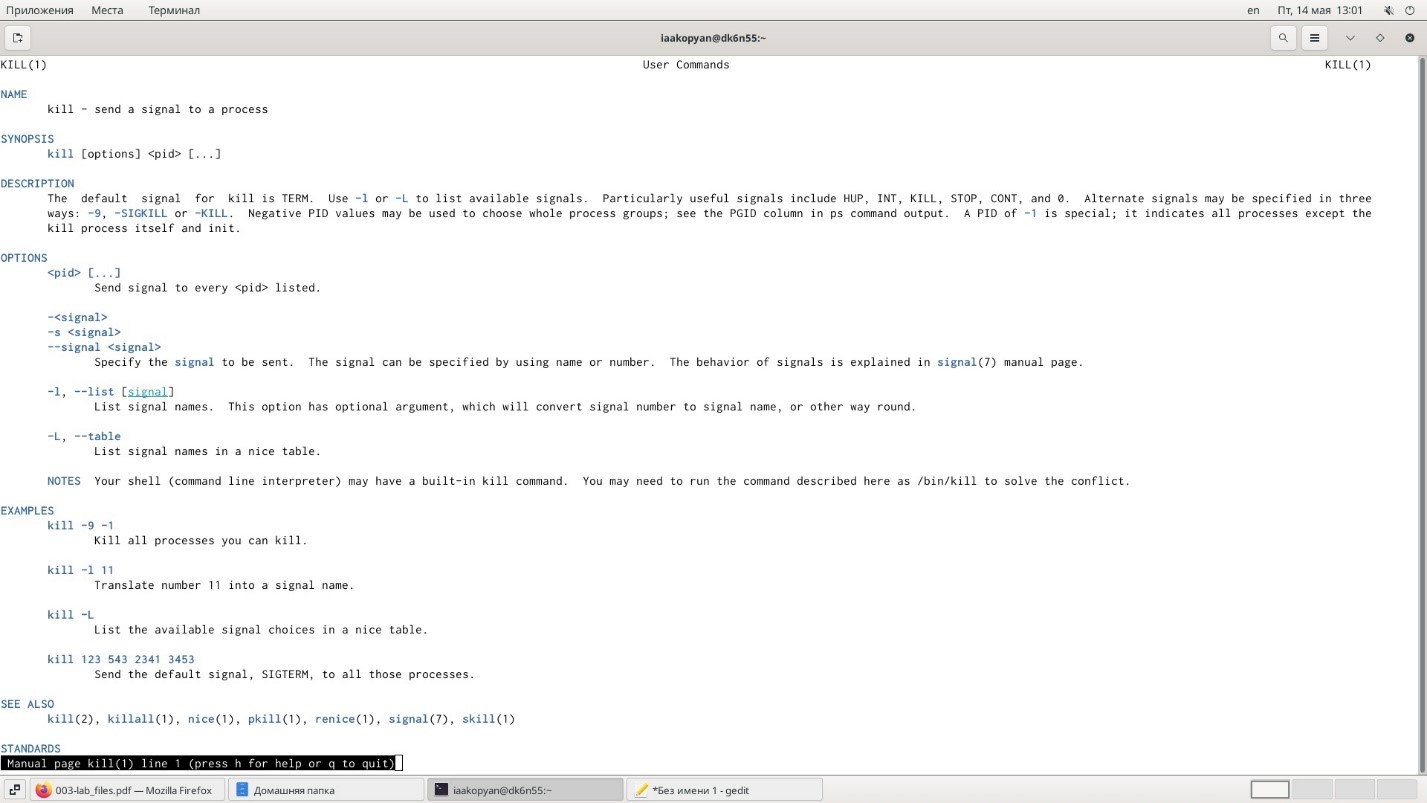 Приложения Места Терминал en Пт, 14 мая 13:01
iaakopyan@dk6n55:~
KILL(1) User Commands KILL(1)
NAME
kill - send a signal to a process
SYNOPSIS
kill [options] <pid> [...]
DESCRIPTION
The default signal for kill is TERM. Use -l or -L to list available signals. Particularly useful signals include HUP, INT, KILL, STOP, CONT, and 0. Alternate signals may be specified in three
ways: -9, -SIGKILL or -KILL. Negative PID values may be used to choose whole process groups; see the PGID column in ps command output. A PID of -1 is special; it indicates all processes except the
kill process itself and init.
OPTIONS
<pid> [...]
Send signal to every <pid> listed.
-<signal>
-s <signal>
--signal <signal>
Specify the signal to be sent. The signal can be specified by using name or number. The behavior of signals is explained in signal(7) manual page.
-l, --list [signal]
List signal names. This option has optional argument, which will convert signal number to signal name, or other way round.
-L, --table
List signal names in a nice table.
NOTES Your shell (command line interpreter) may have a built-in kill command. You may need to run the command described here as /bin/kill to solve the conflict.
EXAMPLES
kill -9 -1
Kill all processes you can kill.
kill -l 11
Translate number 11 into a signal name.
kill -L
List the available signal choices in a nice table.
kill 123 543 2341 3453
Send the default signal, SIGTERM, to all those processes.
SEE ALSO
kill(2), killall(1), nice(1), pkill(1), renice(1), signal(7), skill(1)
STANDARDS
Manual page kill(1) line 1 (press h for help or q to quit)
003-lab_files.pdf — Mozilla Firefox Домашняя папка iaakopyan@dk6n55:~ *Без имени 1 - gedit